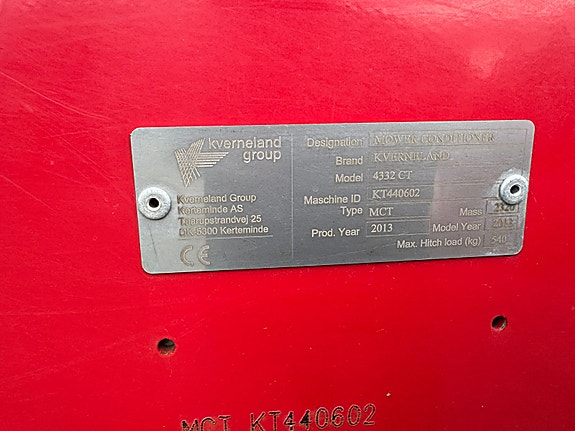 kverneland
group
Kverneland Group
Kerteminde AS
Taarupstrandvej 25
DK-5300 Kerteminde
CE
Designation MOWER CONDITIONER
Brand KVERNELAND
Model 4332 CT
Maschine ID KT440602
Type MCT Mass
Prod. Year 2013 Model Year 2013
Max. Hitch load (kg) 540
MCT KT440602